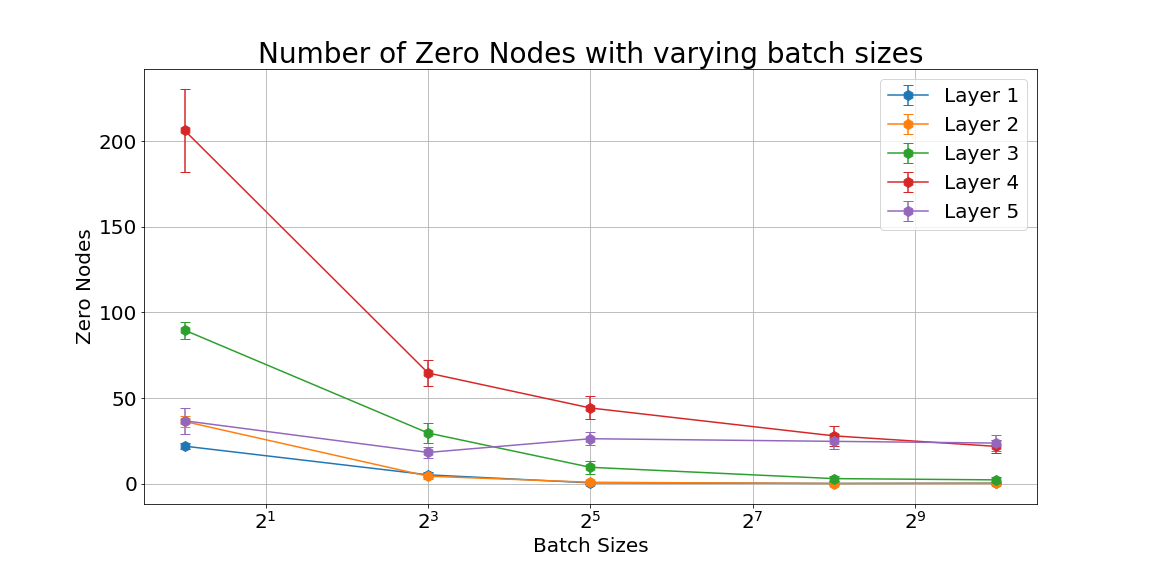 Number of Zero Nodes with varying batch sizes
Zero Nodes
200
150
100
50
0
Layer 1
Layer 2
Layer 3
Layer 4
Layer 5
2¹ 2³ 2⁵ 2⁷ 2⁹
Batch Sizes